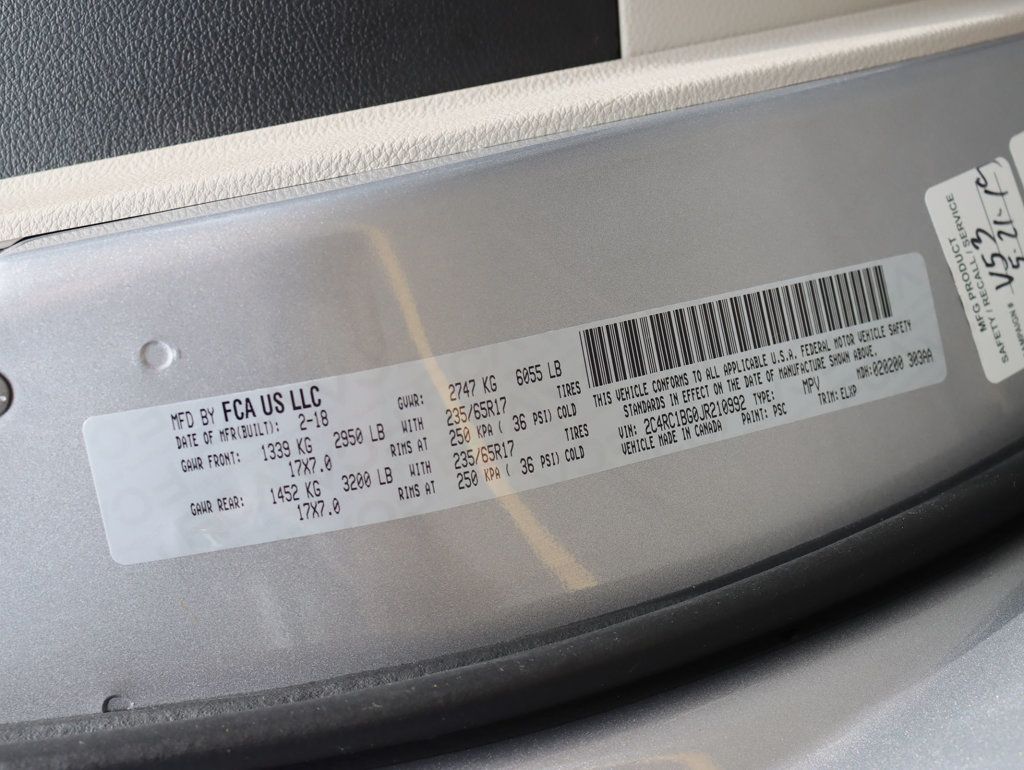 MFD BY FCA US LLC
DATE OF MFR(BUILT): 2-18 GVWR: 2747 KG 6055 LB
GAWR FRONT: 1339 KG 2950 LB WITH 235/65R17 TIRES
17X7.0 RIMS AT 250 KPA ( 36 PSI) COLD
GAWR REAR: 1452 KG 3200 LB WITH 235/65R17 TIRES
17X7.0 RIMS AT 250 KPA ( 36 PSI) COLD
THIS VEHICLE CONFORMS TO ALL APPLICABLE U.S.A. FEDERAL MOTOR VEHICLE SAFETY
STANDARDS IN EFFECT ON THE DATE OF MANUFACTURE SHOWN ABOVE.
MDH: 020200 303AA
VIN: 2C4RC1BG0JR210992 TYPE: MPV
VEHICLE MADE IN CANADA PAINT: PSC TRIM: ELXP
MFG PRODUCT
SAFETY / RECALL / SERVICE
V53